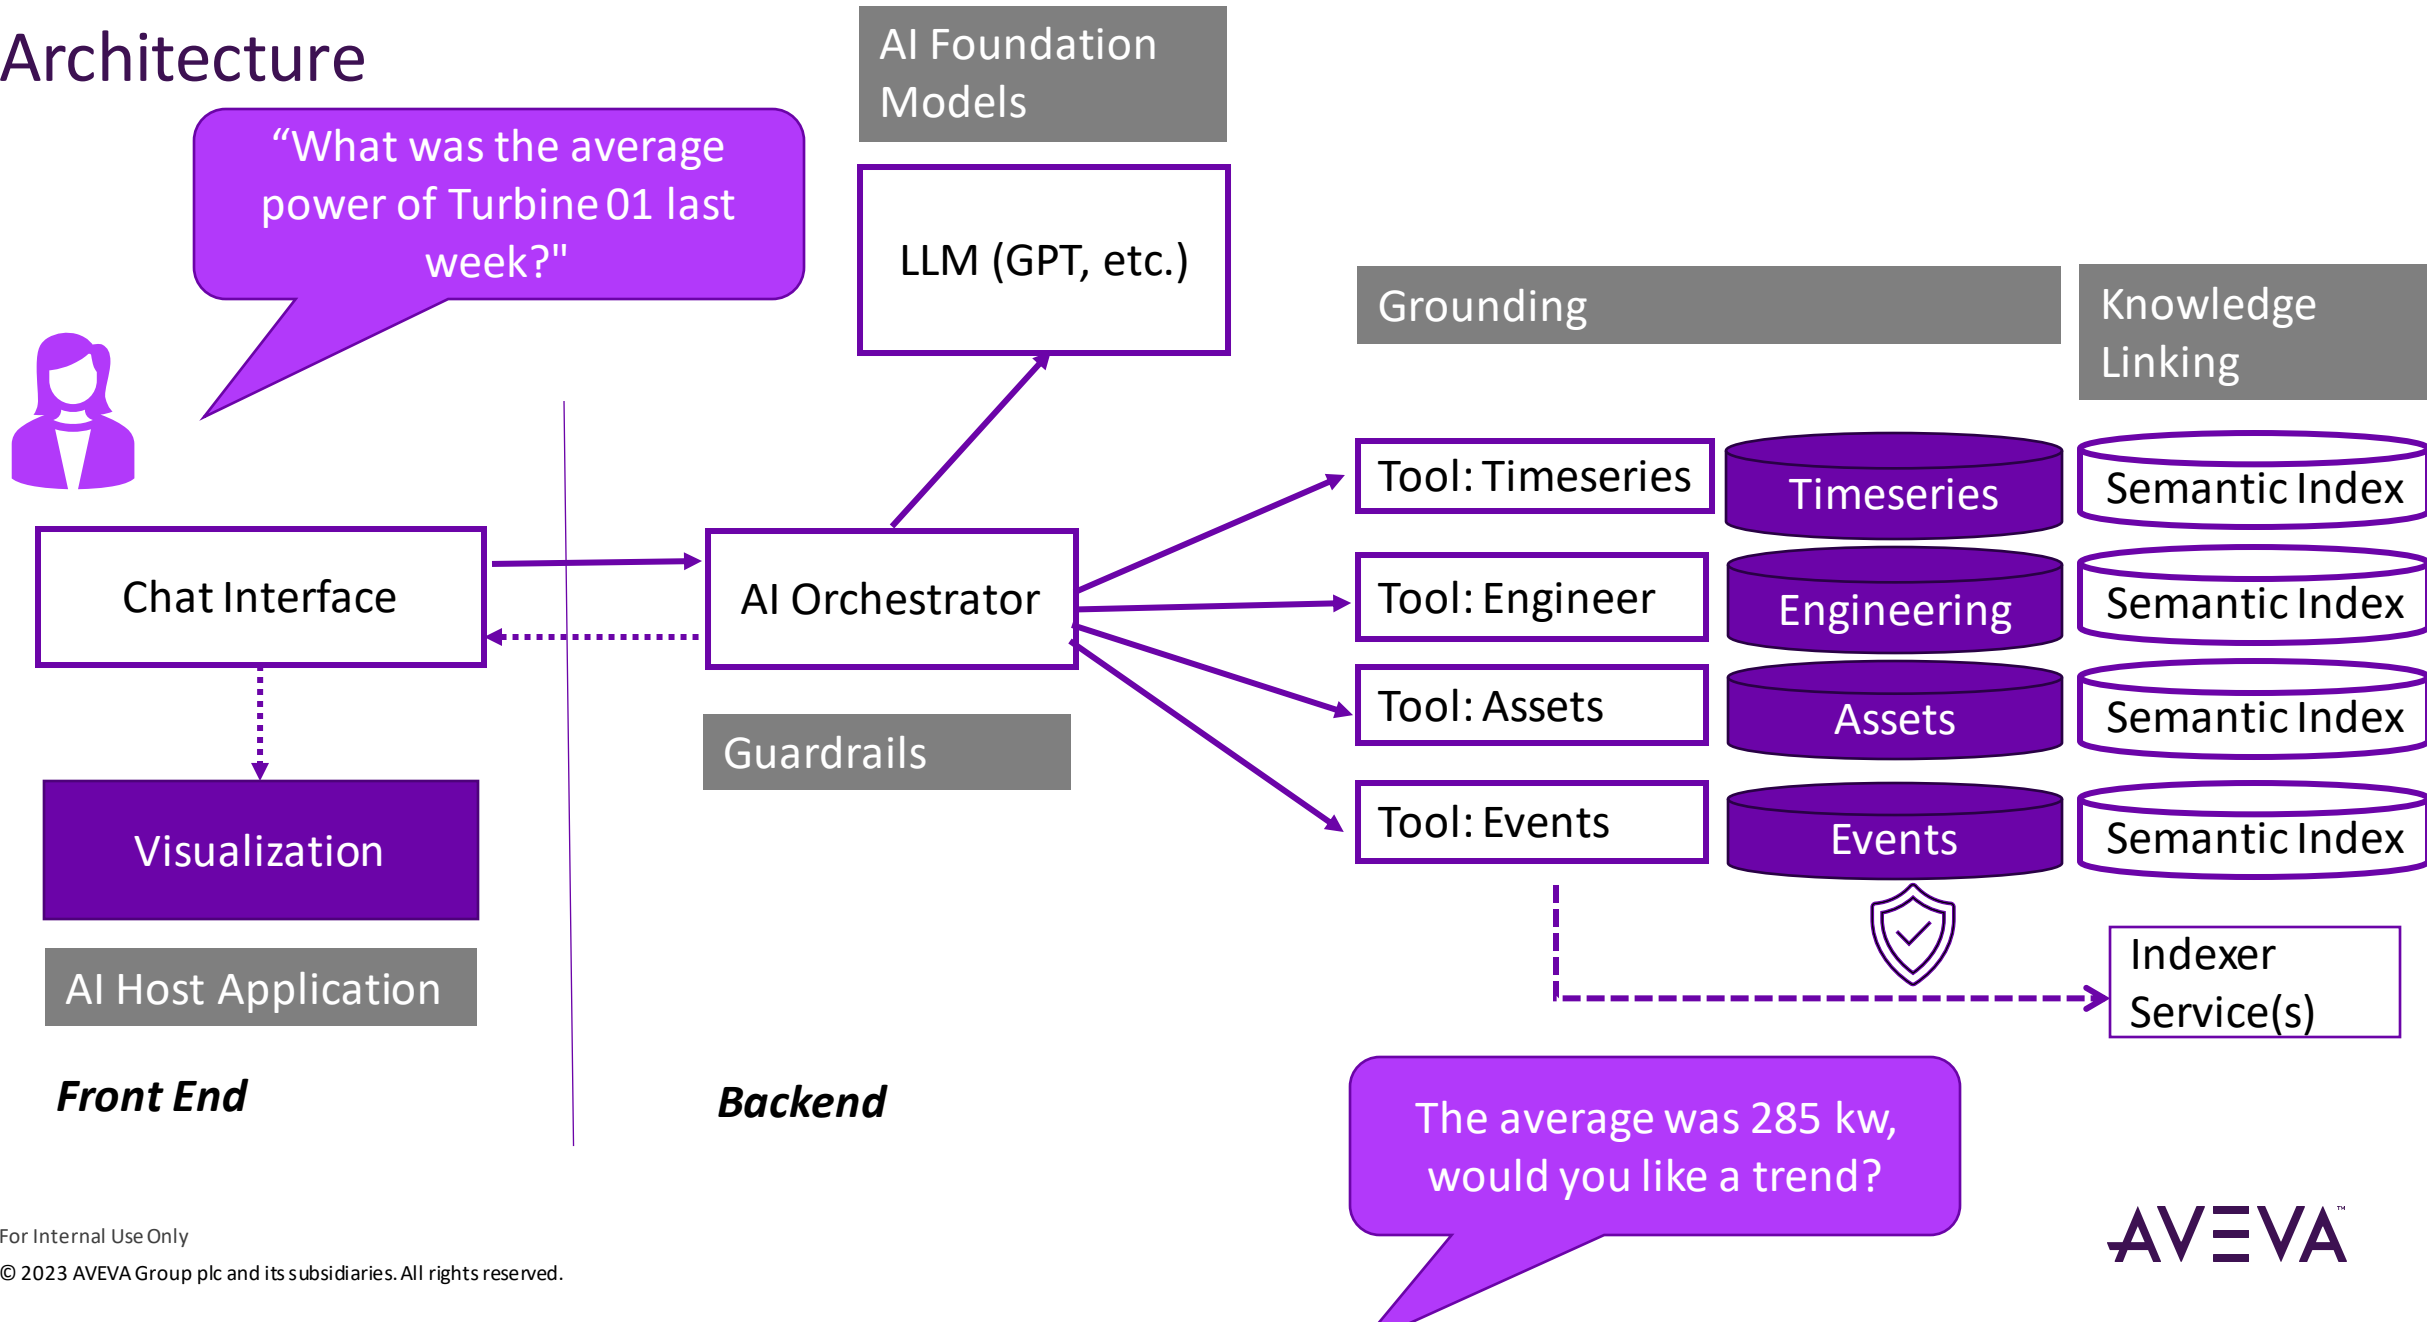 Architecture
AI Foundation
Models
“What was the average
power of Turbine 01 last
week?"
LLM (GPT, etc.)
Grounding
Knowledge
Linking
Tool: Timeseries
Timeseries
Semantic Index
Chat Interface
AI Orchestrator
Tool: Engineer
Engineering
Semantic Index
Tool: Assets
Assets
Semantic Index
Guardrails
Visualization
Tool: Events
Events
Semantic Index
AI Host Application
Indexer
Service(s)
Front End
Backend
The average was 285 kw,
would you like a trend?
For Internal Use Only
© 2023 AVEVA Group plc and its subsidiaries. All rights reserved.
AVEVA™